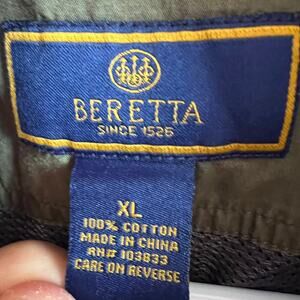 BERETTA
SINCE 1526
XL
100% COTTON
MADE IN CHINA
RN# 103833
CARE ON REVERSE